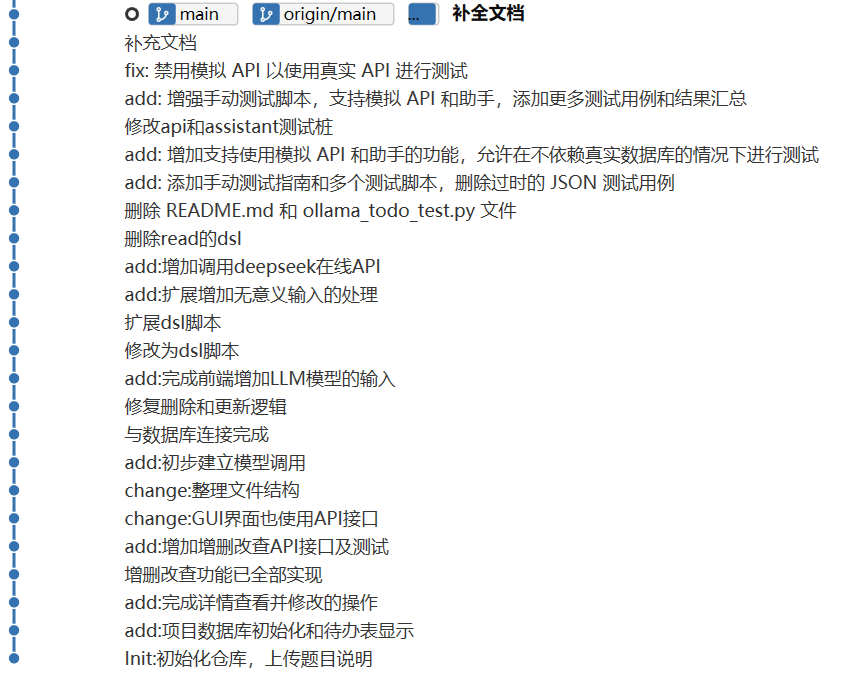 main origin/main ... 补全文档
补充文档
fix: 禁用模拟 API 以使用真实 API 进行测试
add: 增强手动测试脚本，支持模拟 API 和助手，添加更多测试用例和结果汇总
修改api和assistant测试桩
add: 增加支持使用模拟 API 和助手的功能，允许在不依赖真实数据库的情况下进行测试
add: 添加手动测试指南和多个测试脚本，删除过时的 JSON 测试用例
删除 README.md 和 ollama_todo_test.py 文件
删除read的dsl
add:增加调用deepseek在线API
add:扩展增加无意义输入的处理
扩展dsl脚本
修改为dsl脚本
add:完成前端增加LLM模型的输入
修复删除和更新逻辑
与数据库连接完成
add:初步建立模型调用
change:整理文件结构
change:GUI界面也使用API接口
add:增加增删改查API接口及测试
增删改查功能已全部实现
add:完成详情查看并修改的操作
add:项目数据库初始化和待办表显示
Init:初始化仓库，上传题目说明